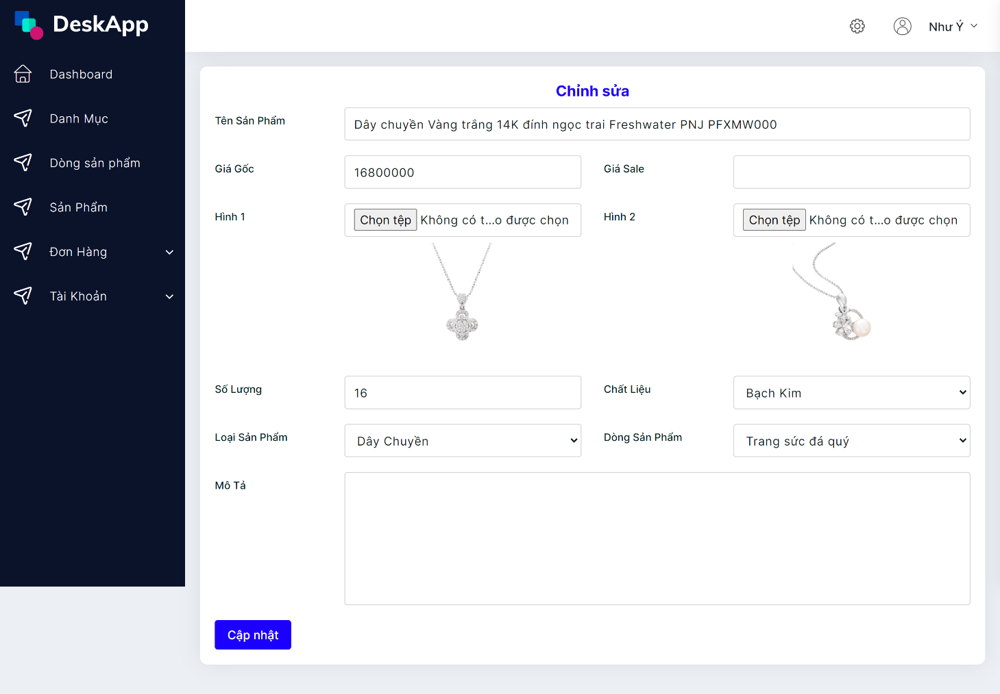 DeskApp
Như Ý
Dashboard
Danh Mục
Dòng sản phẩm
Sản Phẩm
Đơn Hàng
Tài Khoản
Chỉnh sửa
Tên Sản Phẩm
Dây chuyền Vàng trắng 14K đính ngọc trai Freshwater PNJ PFXMW000
Giá Gốc
16800000
Giá Sale
Hình 1
Chọn tệp Không có t...o được chọn
Hình 2
Chọn tệp Không có t...o được chọn
Số Lượng
16
Chất Liệu
Bạch Kim
Loại Sản Phẩm
Dây Chuyền
Dòng Sản Phẩm
Trang sức đá quý
Mô Tả
Cập nhật